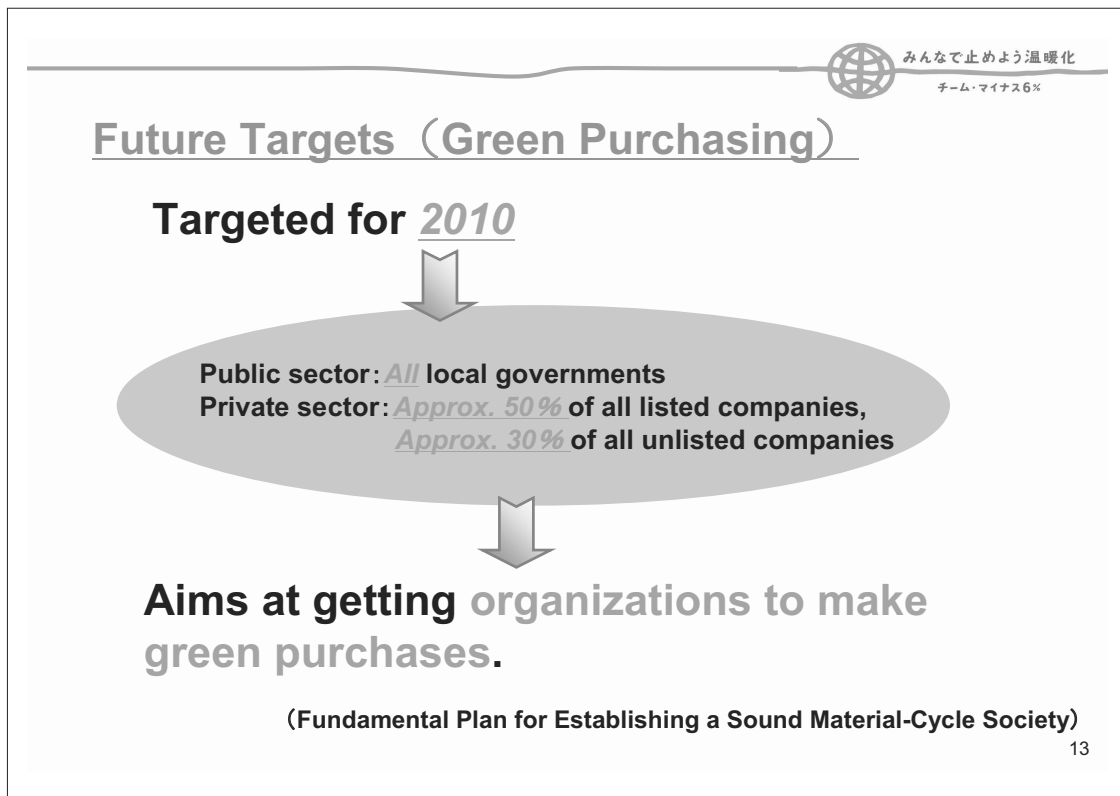 みんなで止めよう温暖化
チーム・マイナス6%
Future Targets（Green Purchasing）
Targeted for 2010
Public sector：All local governments
Private sector：Approx. 50% of all listed companies,
Approx. 30% of all unlisted companies
Aims at getting organizations to make
green purchases.
（Fundamental Plan for Establishing a Sound Material-Cycle Society）
13